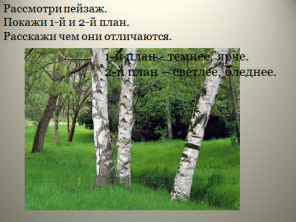 Рассмотри пейзаж.
Покажи 1-й и 2-й план.
Расскажи чем они отличаются.
1-й план - темнее, ярче.
2-й план – светлее, бледнее.